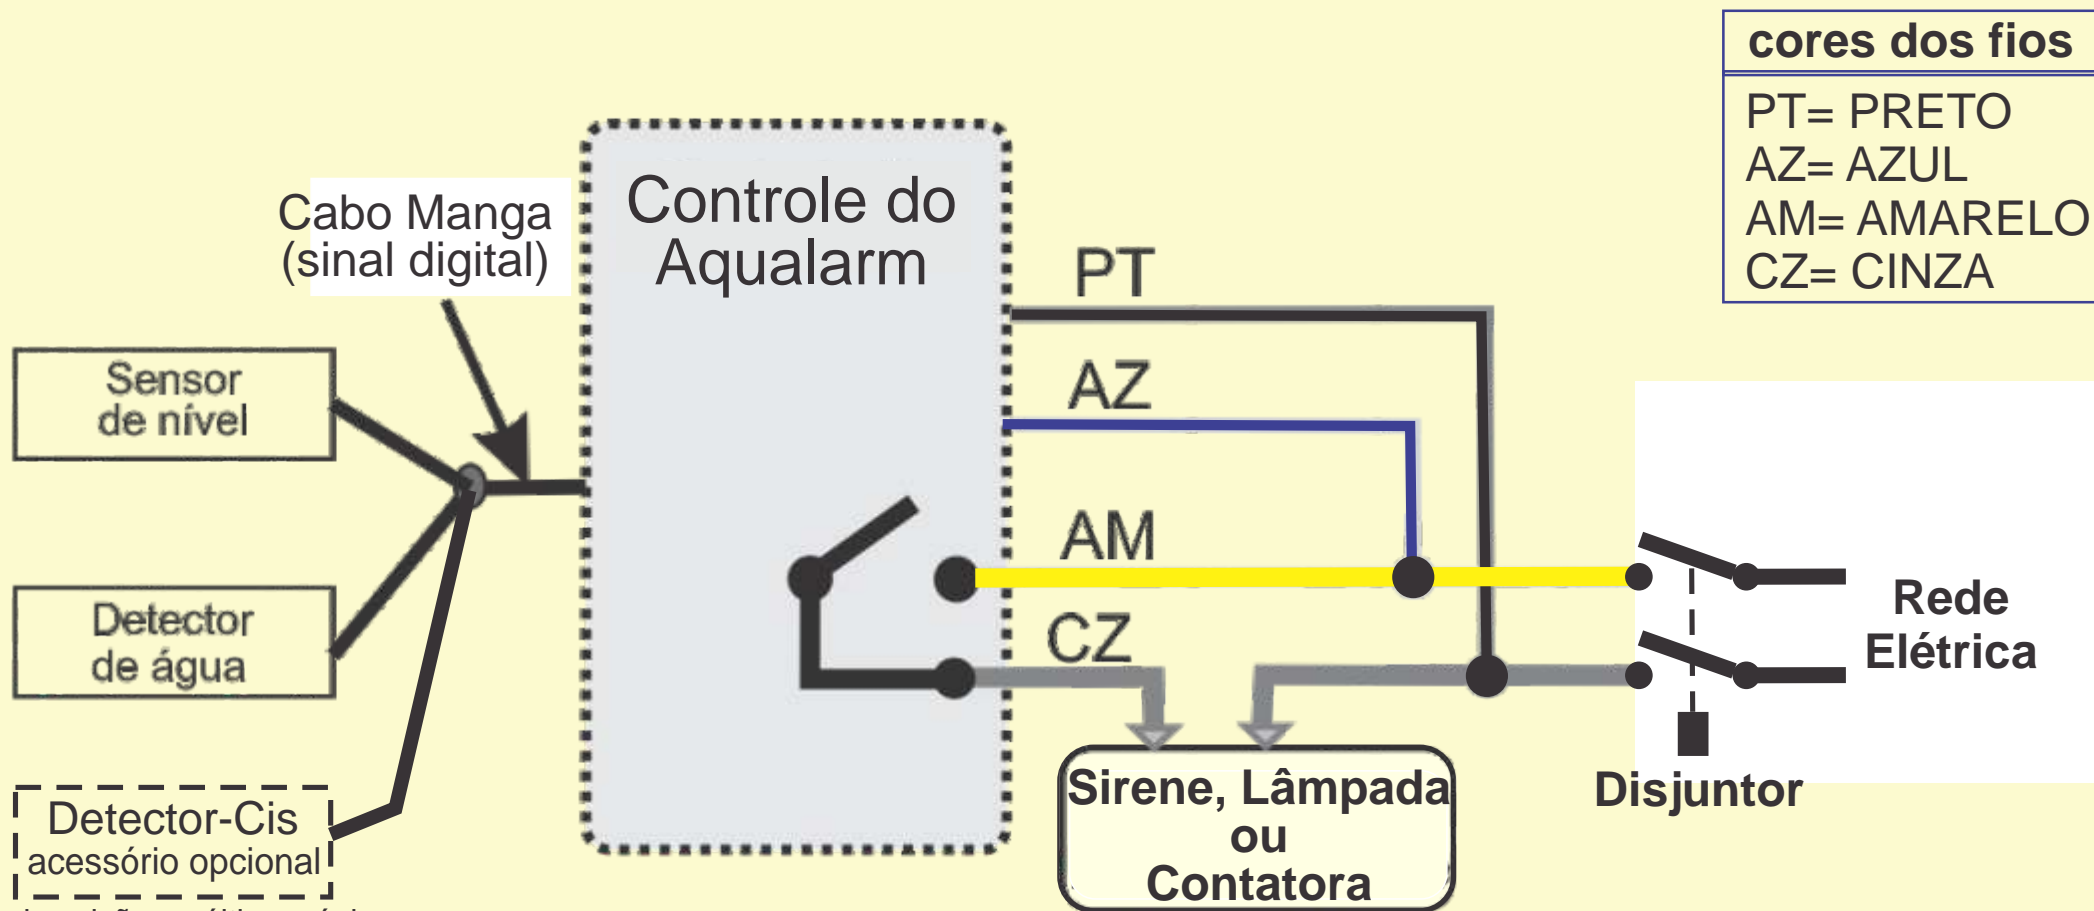 cores dos fios
PT= PRETO
AZ= AZUL
AM= AMARELO
CZ= CINZA
Controle do
Aqualarm
Cabo Manga
(sinal digital)
PT
AZ
AM
CZ
Sensor
de nível
Detector
de água
Detector-Cis
acessório opcional
Rede
Elétrica
Disjuntor
Sirene, Lâmpada
ou
Contatora